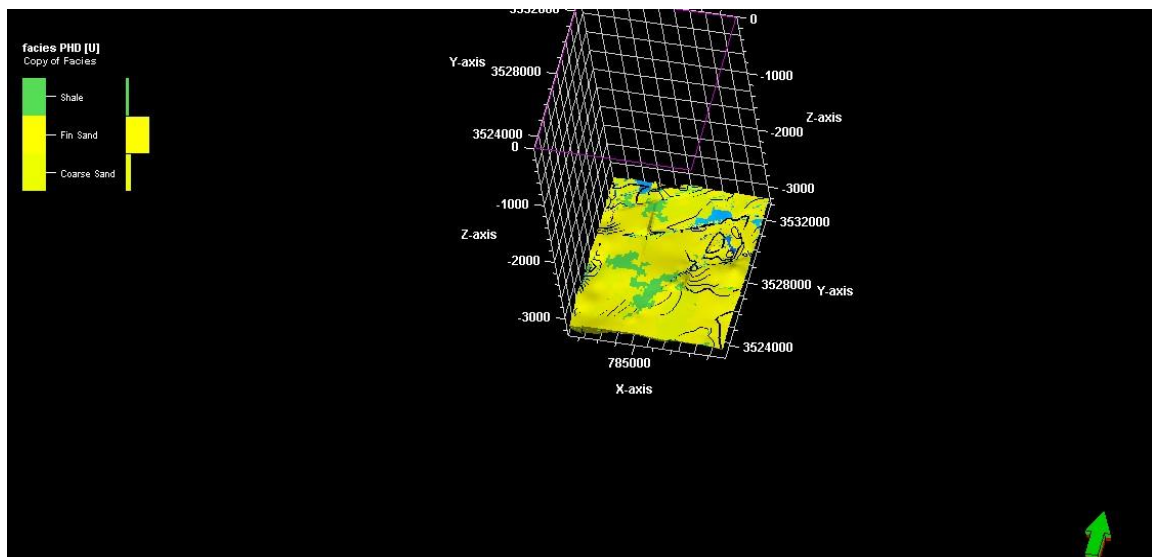 facies PHD [U]
Copy of Facies
Shale
Fin Sand
Coarse Sand
Y-axis
3528000
3524000
0
-1000
Z-axis
-2000
-3000
0
-1000
Z-axis
-2000
-3000
3532000
3528000
Y-axis
3524000
785000
X-axis